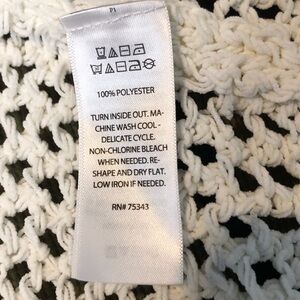 100% POLYESTER
TURN INSIDE OUT. MA-
CHINE WASH COOL -
DELICATE CYCLE.
NON-CHLORINE BLEACH
WHEN NEEDED. RE-
SHAPE AND DRY FLAT.
LOW IRON IF NEEDED.
RN# 75343